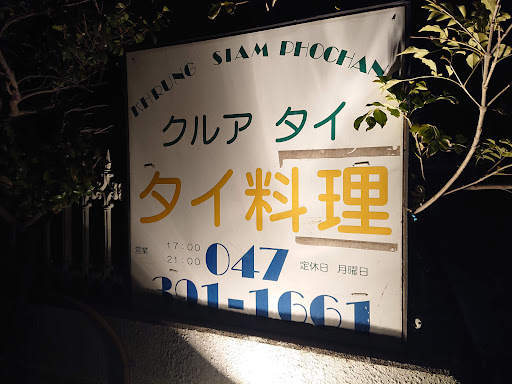 KHRUNG SIAM PHOCHAN
クルア タイ
タイ料理
営業 17:00
21:00
047
定休日 月曜日
391-1661